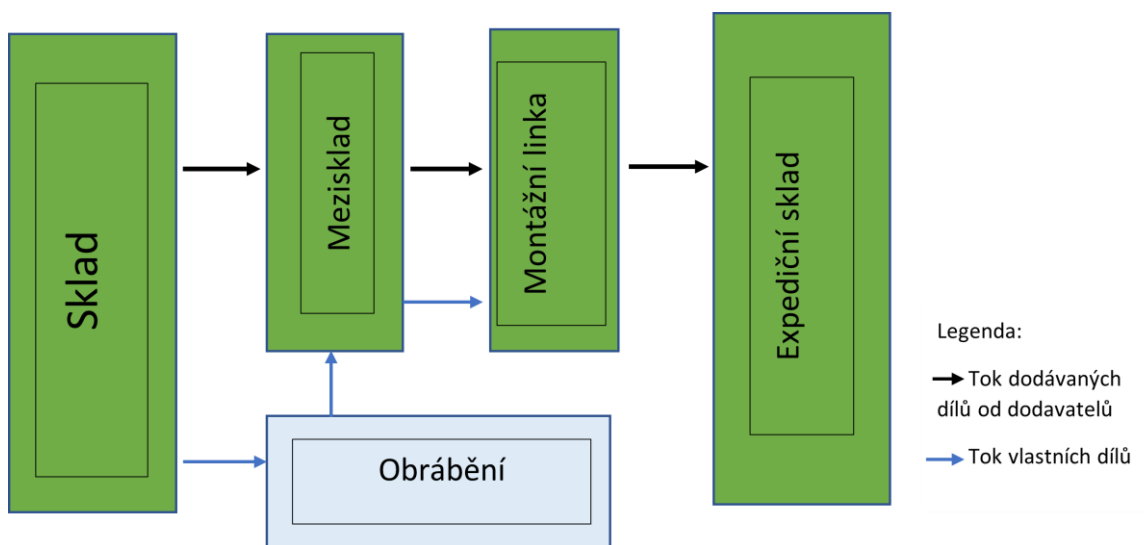 Sklad
Mezisklad
Montážní linka
Expediční sklad
Obrábění
Legenda:
Tok dodávaných
dílů od dodavatelů
Tok vlastních dílů